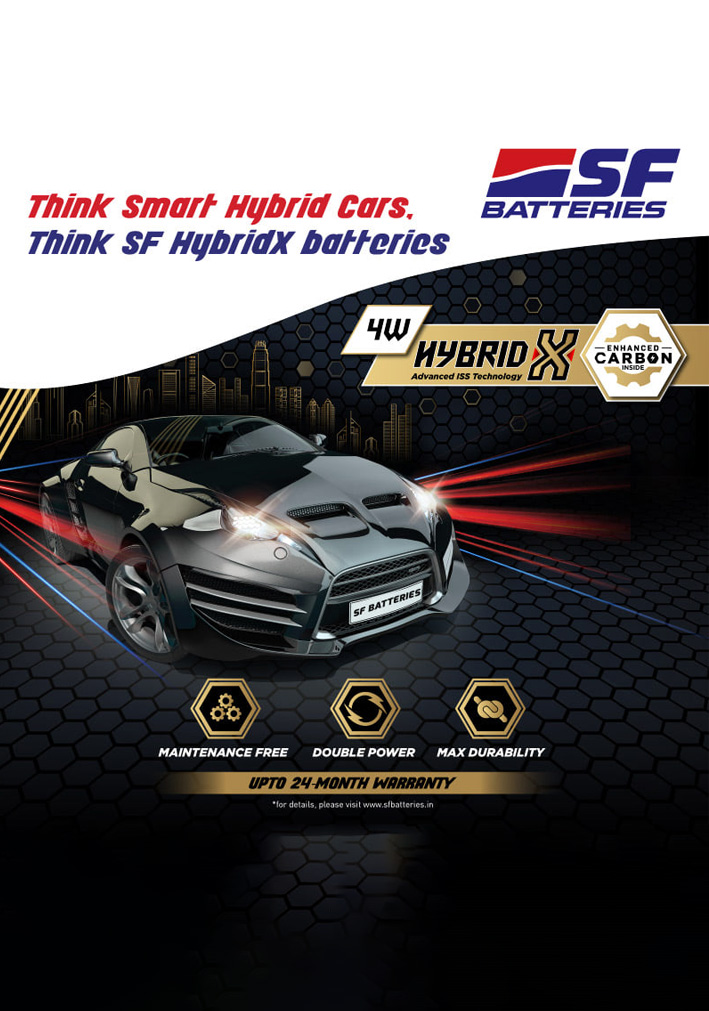 SF
BATTERIES
Think Smart Hybrid Cars,
Think SF HybridX batteries
4W
HYBRID X
Advanced ISS Technology
ENHANCED
CARBON
INSIDE
SF BATTERIES
MAINTENANCE FREE
DOUBLE POWER
MAX DURABILITY
UPTO 24-MONTH WARRANTY
*for details, please visit www.sfbatteries.in